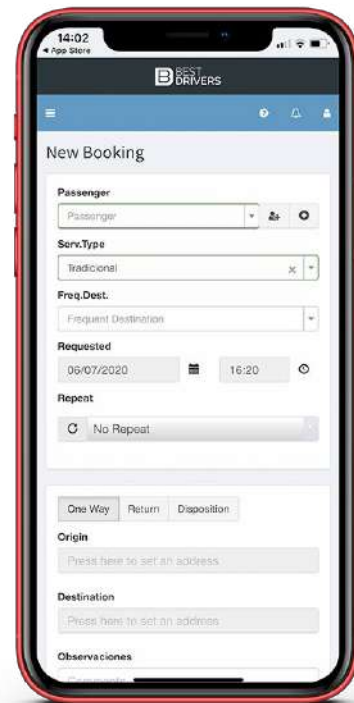 14:02
App Store
B BEST DRIVERS
New Booking
Passenger
Passenger
Serv.Type
Tradicional
Freq.Dest.
Frequent Destination
Requested
06/07/2020 16:20
Repeat
No Repeat
One Way Return Disposition
Origin
Press here to set an address
Destination
Press here to set an address
Observaciones
Comments